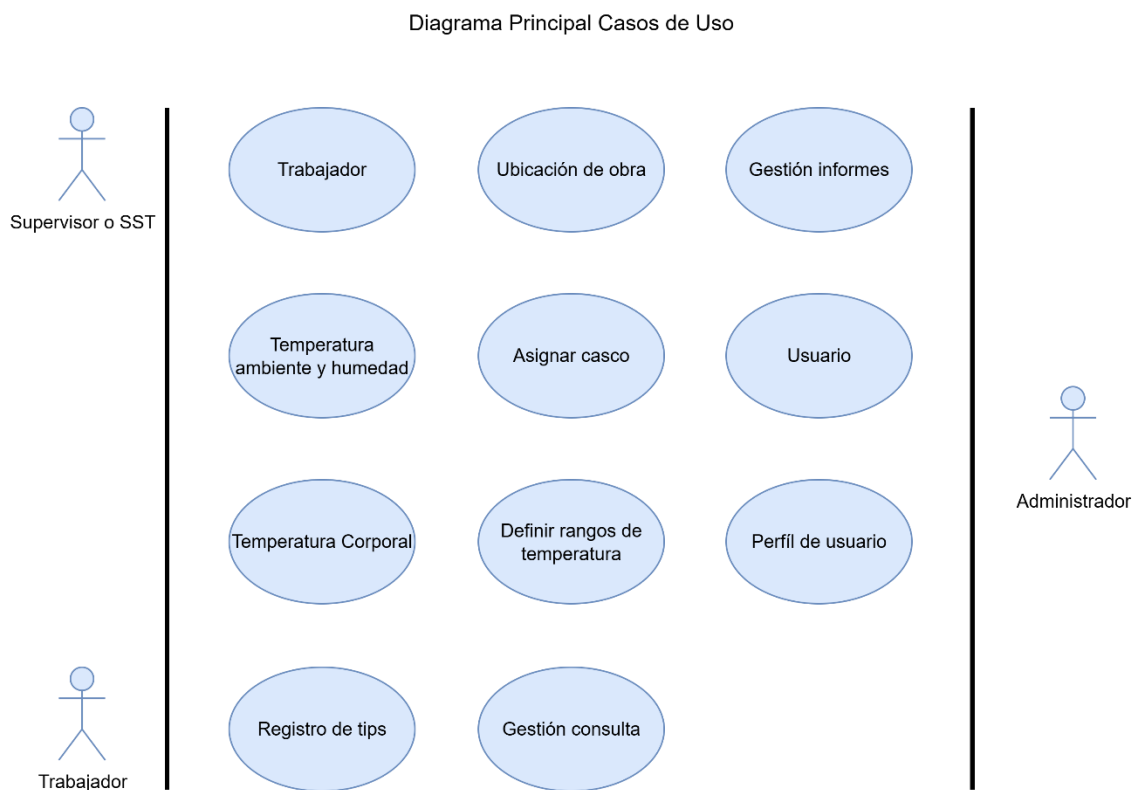 Diagrama Principal Casos de Uso
Supervisor o SST
Trabajador
Ubicación de obra
Gestión informes
Temperatura
ambiente y humedad
Asignar casco
Usuario
Administrador
Temperatura Corporal
Definir rangos de
temperatura
Perfíl de usuario
Trabajador
Registro de tips
Gestión consulta